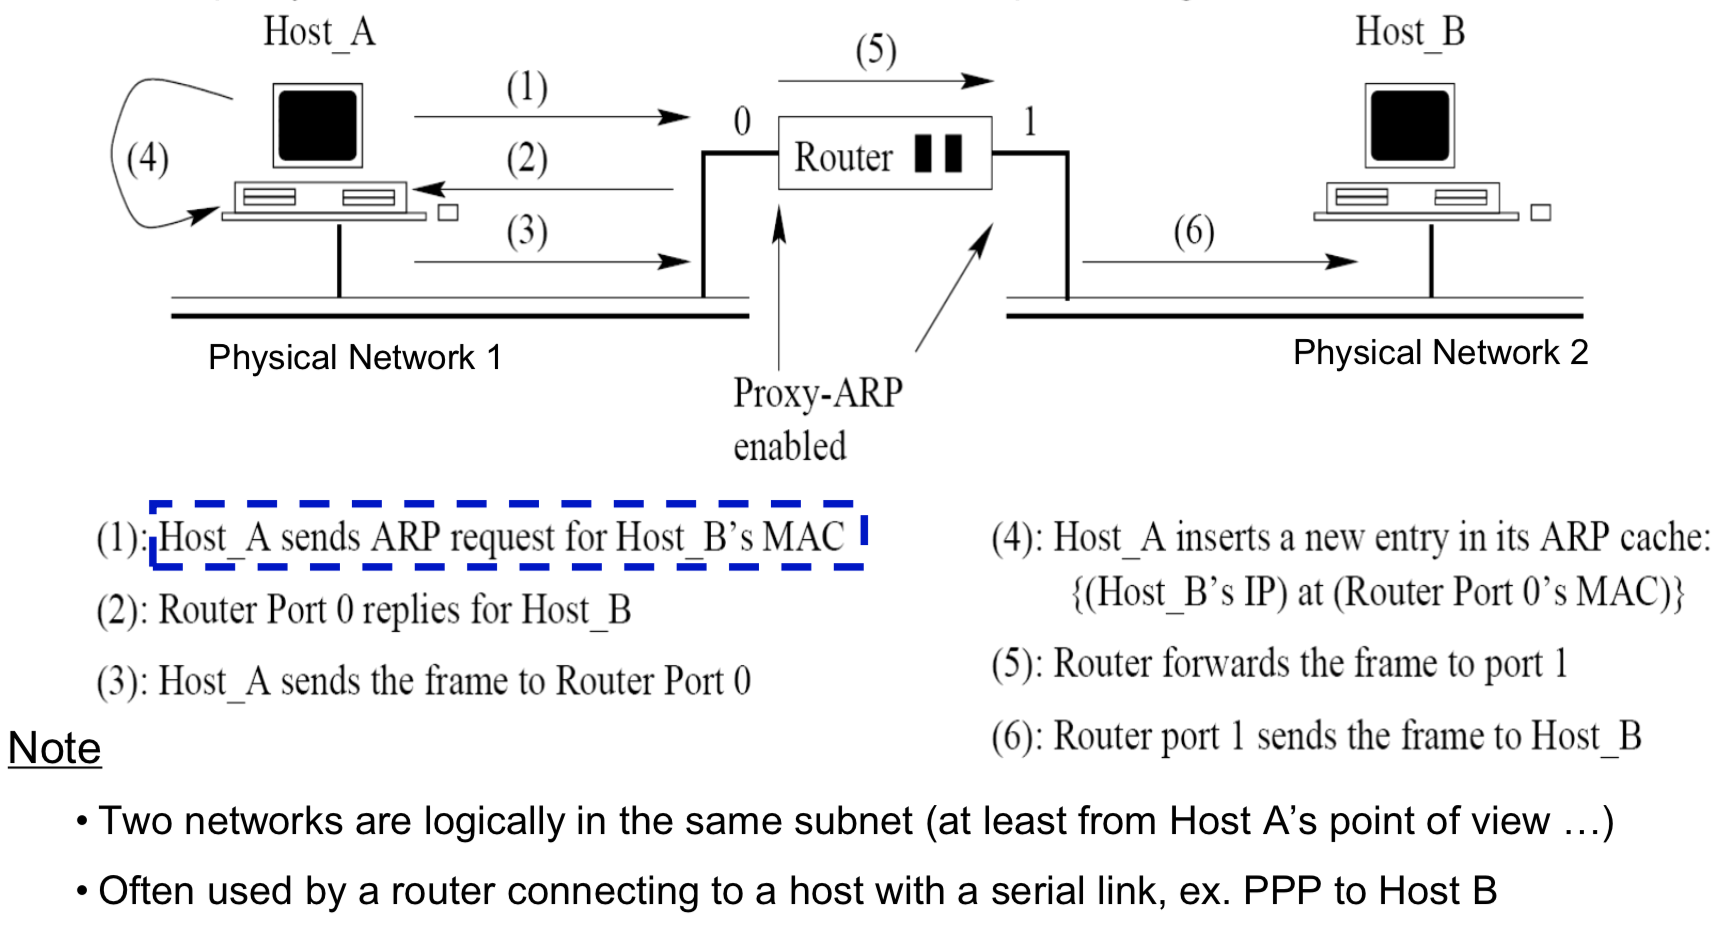 Host_A
(5)
Host_B
(1)
0
1
(4)
(2)
Router
(3)
(6)
Physical Network 1
Physical Network 2
Proxy-ARP
enabled
(1): Host_A sends ARP request for Host_B's MAC
(2): Router Port 0 replies for Host_B
(3): Host_A sends the frame to Router Port 0
(4): Host_A inserts a new entry in its ARP cache:
{(Host_B's IP) at (Router Port 0's MAC)}
(5): Router forwards the frame to port 1
(6): Router port 1 sends the frame to Host_B
Note
• Two networks are logically in the same subnet (at least from Host A's point of view …)
• Often used by a router connecting to a host with a serial link, ex. PPP to Host B